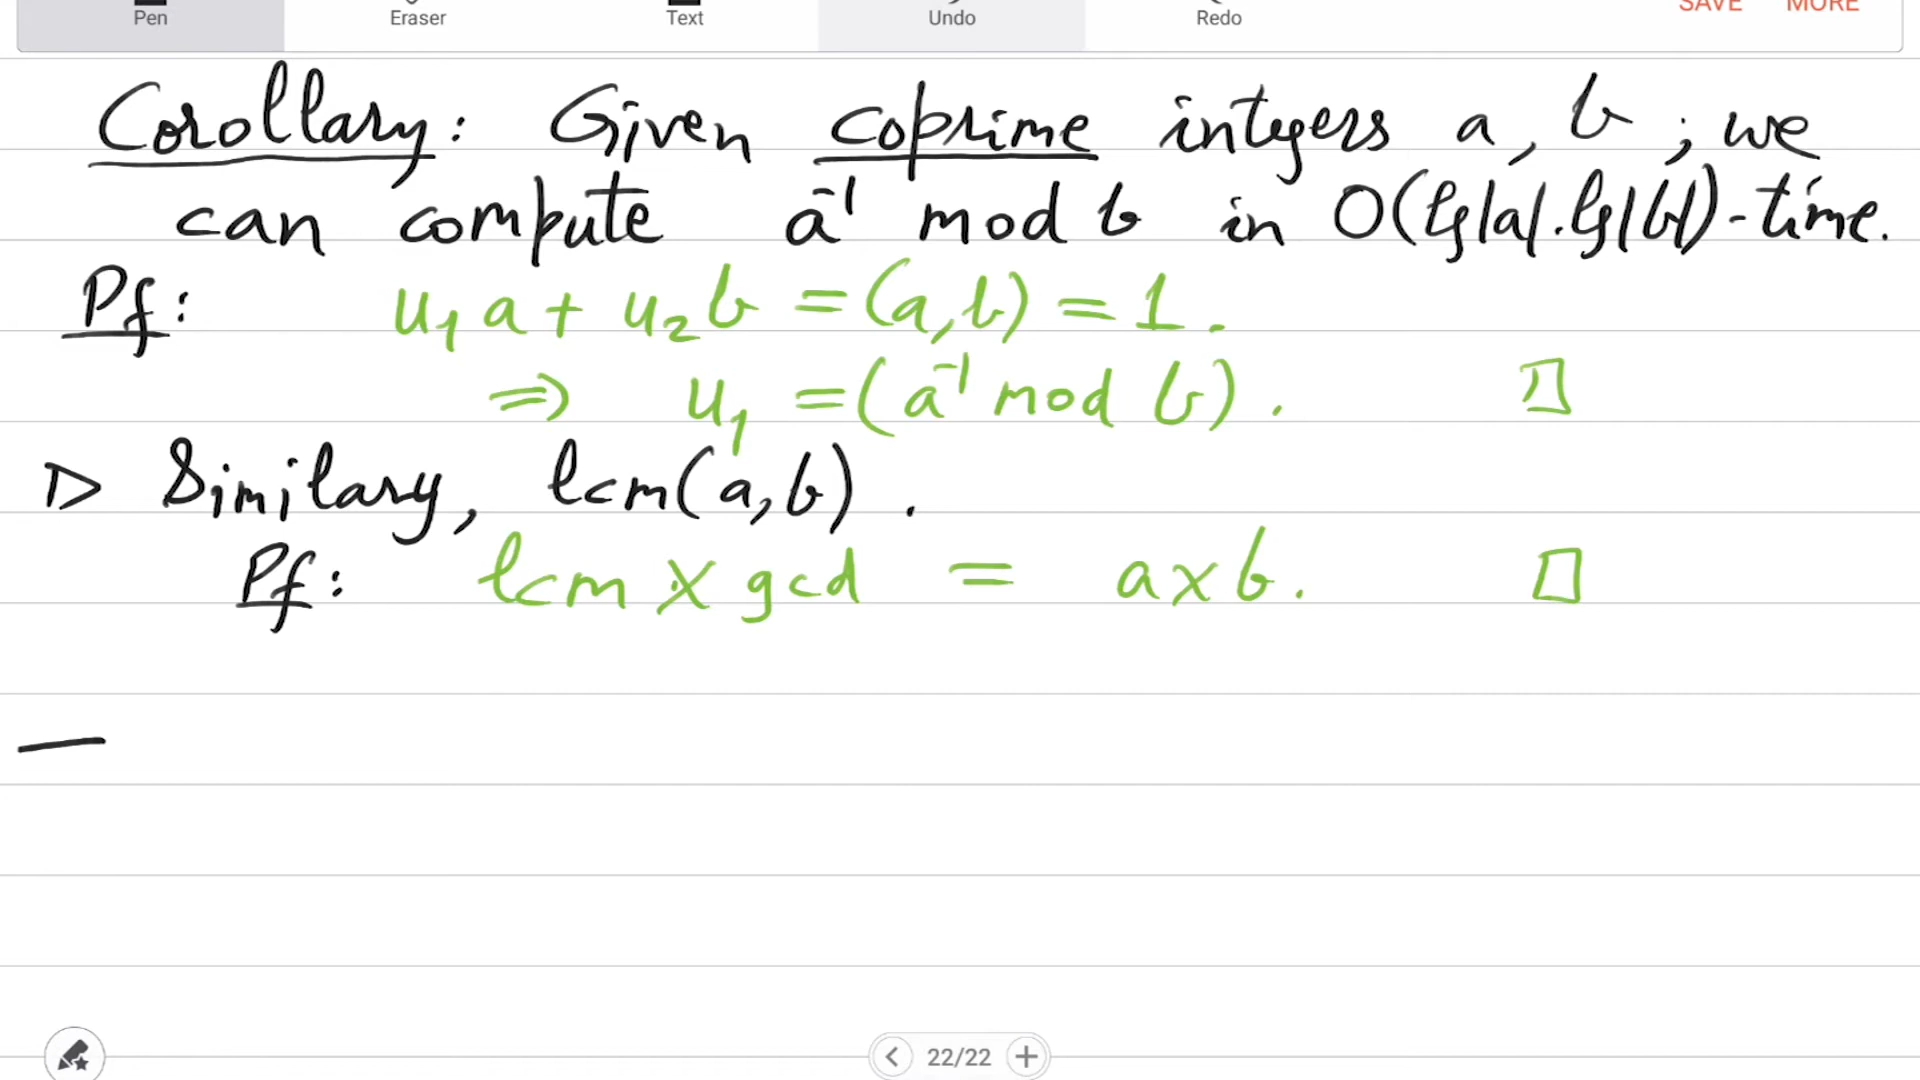 Pen Eraser Text Undo Redo SAVE MORE
Corollary: Given coprime integers a, b ; we
can compute a⁻¹ mod b in O(lg|a|.lg|b|)-time.
Pf: u₁a + u₂b = (a,b) = 1.
⇒ u₁ = (a⁻¹ mod b). □
▷ Similary, lcm(a,b).
Pf: lcm × gcd = a×b. □
22/22